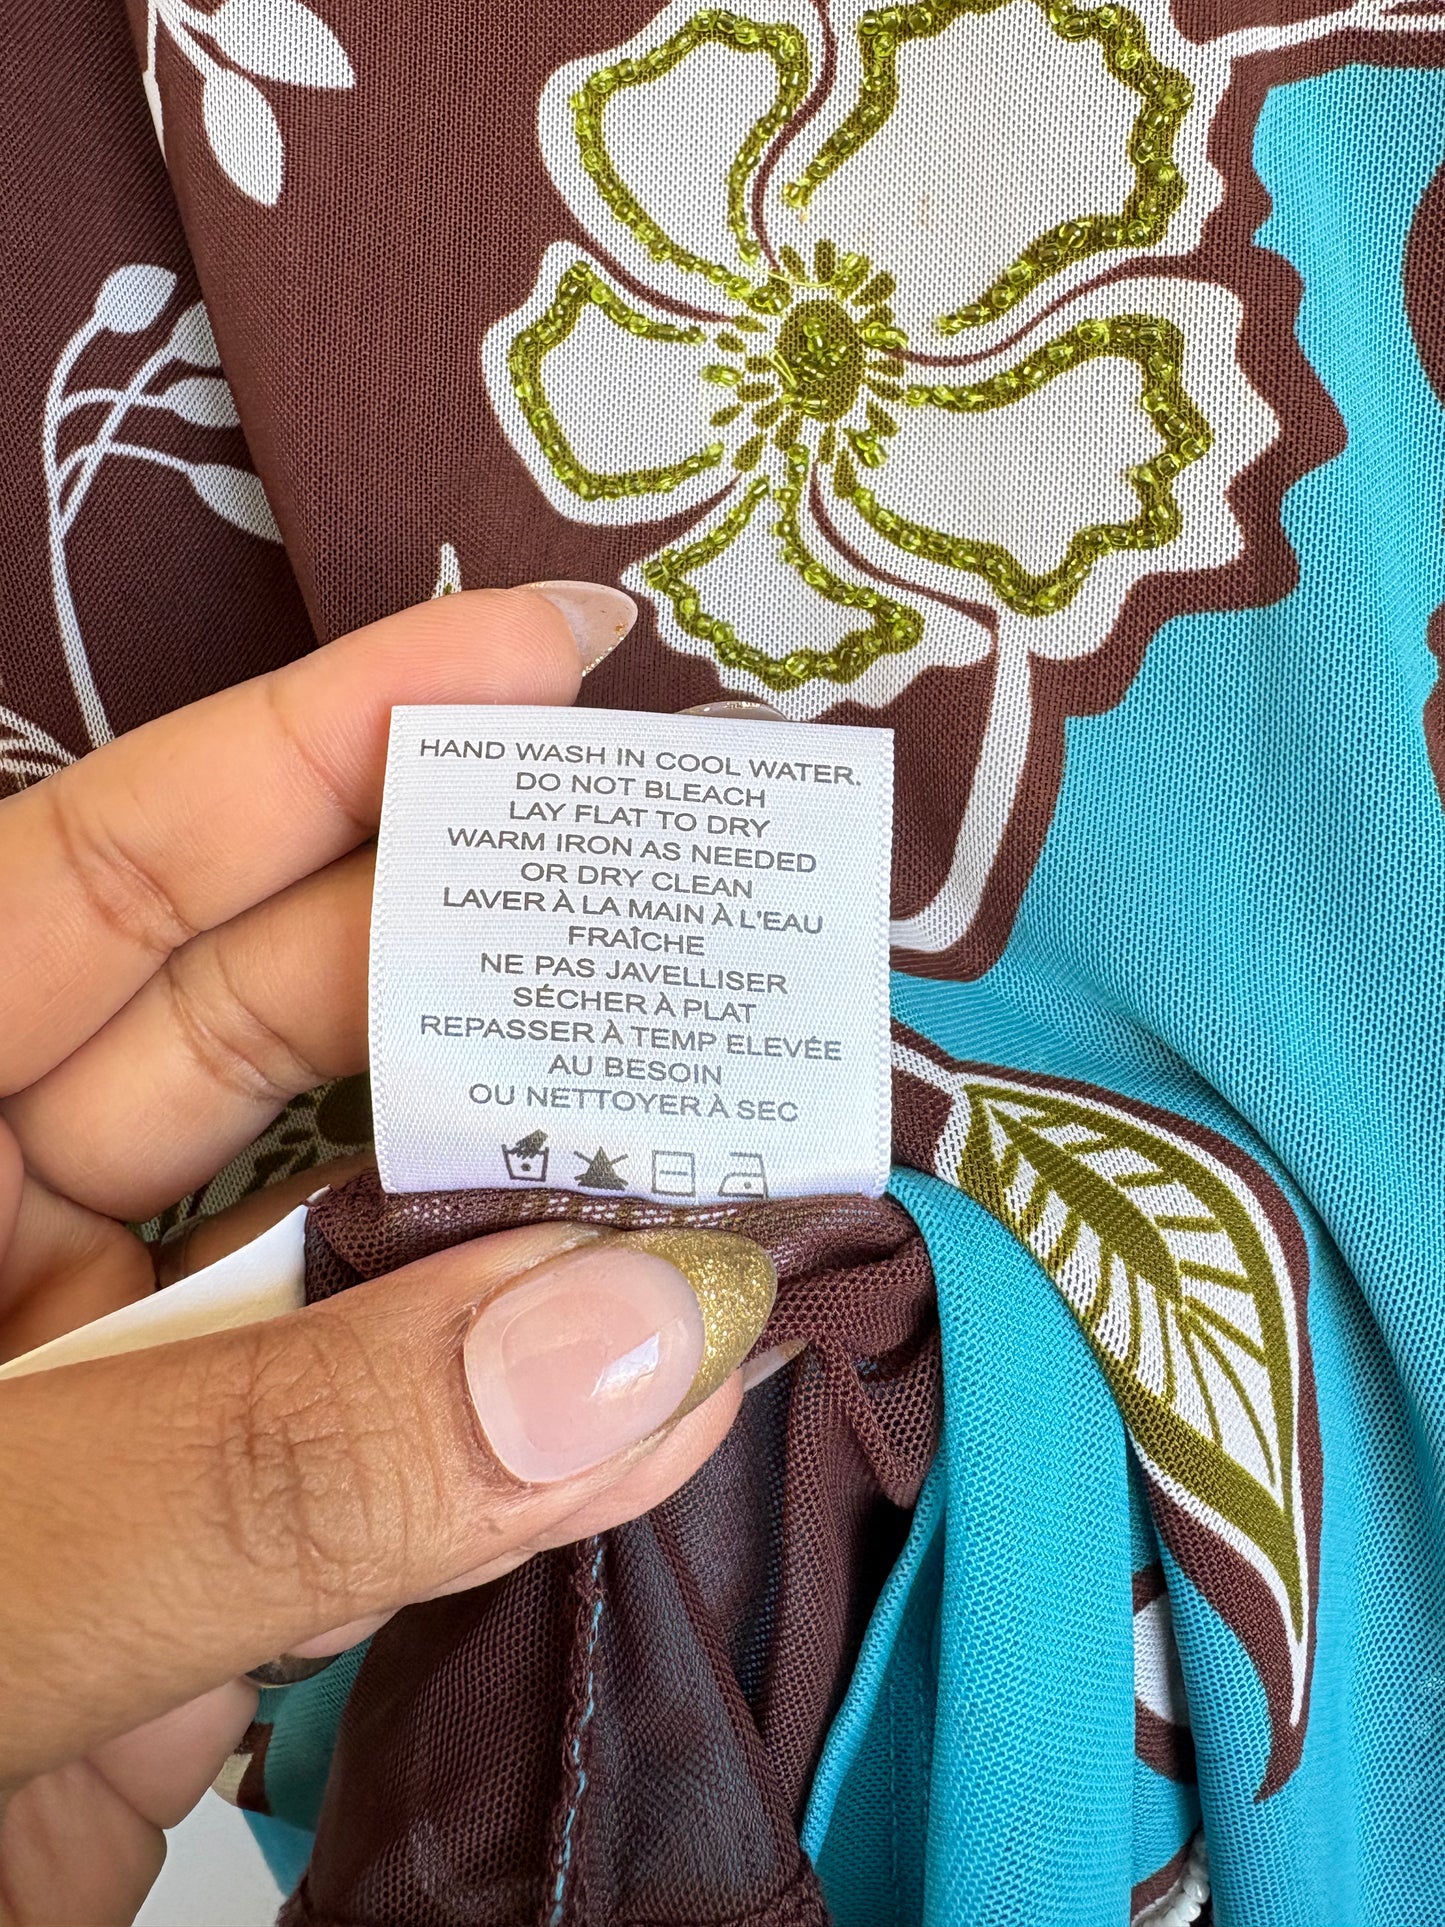 HAND WASH IN COOL WATER.
DO NOT BLEACH
LAY FLAT TO DRY
WARM IRON AS NEEDED
OR DRY CLEAN
LAVER À LA MAIN À L'EAU
FRAÎCHE
NE PAS JAVELLISER
SÉCHER À PLAT
REPASSER À TEMP ELEVÉE
AU BESOIN
OU NETTOYER À SEC